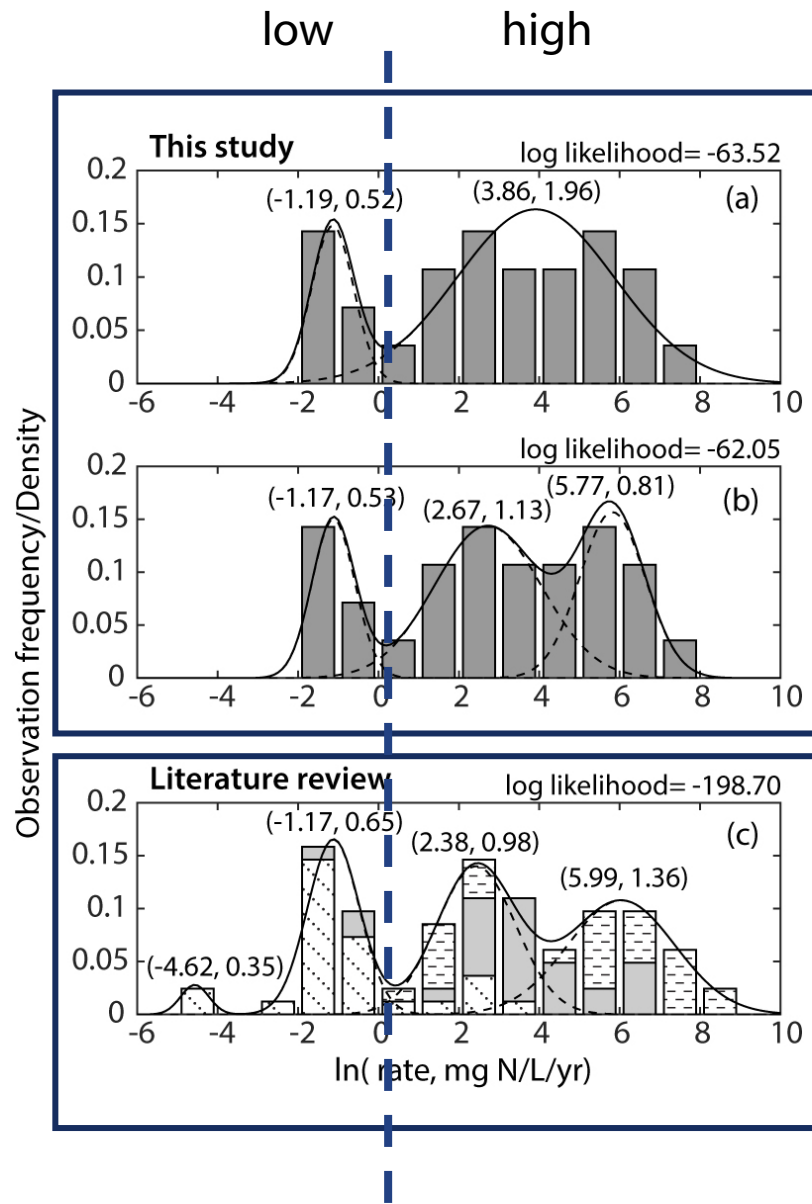 low high
This study
log likelihood= -63.52
0.2
(-1.19, 0.52)
(3.86, 1.96)
(a)
0.15
0.1
0.05
0
-6 -4 -2 0 2 4 6 8 10
log likelihood= -62.05
0.2
(-1.17, 0.53)
(2.67, 1.13)
(5.77, 0.81)
(b)
0.15
0.1
0.05
0
-6 -4 -2 0 2 4 6 8 10
Observation frequency/Density
Literature review
log likelihood= -198.70
0.2
(-1.17, 0.65)
(2.38, 0.98)
(5.99, 1.36)
(c)
0.15
0.1
(-4.62, 0.35)
0.05
0
-6 -4 -2 0 2 4 6 8 10
ln( rate, mg N/L/yr)